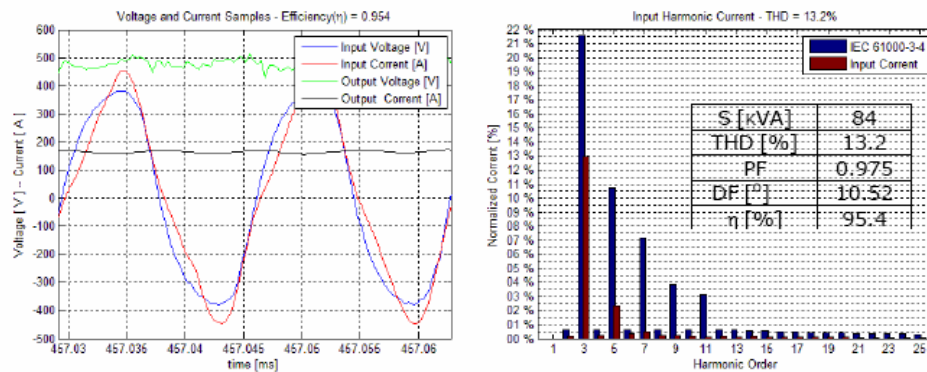 Voltage and Current Samples - Efficiency(η) = 0.954
600
500
400
300
200
100
0
-100
-200
-300
-400
-500
Voltage [ V ] – Current [ A ]
Input Voltage [V]
Input Current [A]
Output Voltage [V]
Output Current [A]
457.03
457.036
457.04
457.046
457.05
457.056
457.06
time [ms]
Input Harmonic Current - THD = 13.2%
22 %
21 %
20 %
19 %
18 %
17 %
16 %
15 %
14 %
13 %
12 %
11 %
10 %
09 %
08 %
07 %
06 %
05 %
04 %
03 %
02 %
01 %
00 %
Normalized Current [%]
IEC 61000-3-4
Input Current
S [κVA] 84
THD [%] 13.2
PF 0.975
DF [°] 10.52
η [%] 95.4
1 3 5 7 9 11 13 15 17 19 21 23 25
Harmonic Order